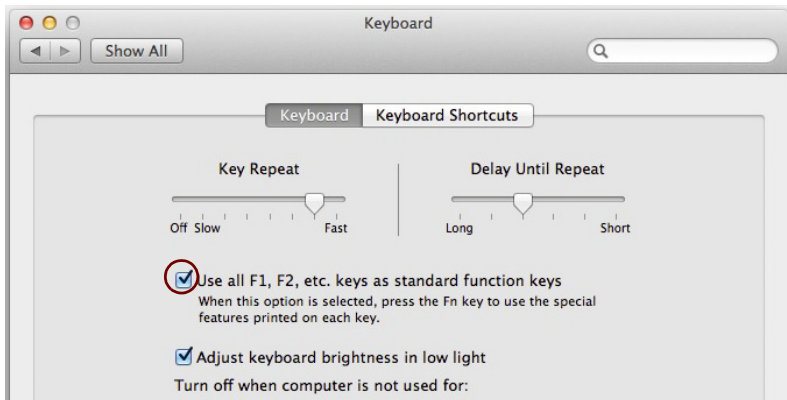 Keyboard
Show All
Keyboard Keyboard Shortcuts
Key Repeat Delay Until Repeat
Off Slow Fast Long Short
Use all F1, F2, etc. keys as standard function keys
When this option is selected, press the Fn key to use the special
features printed on each key.
Adjust keyboard brightness in low light
Turn off when computer is not used for: